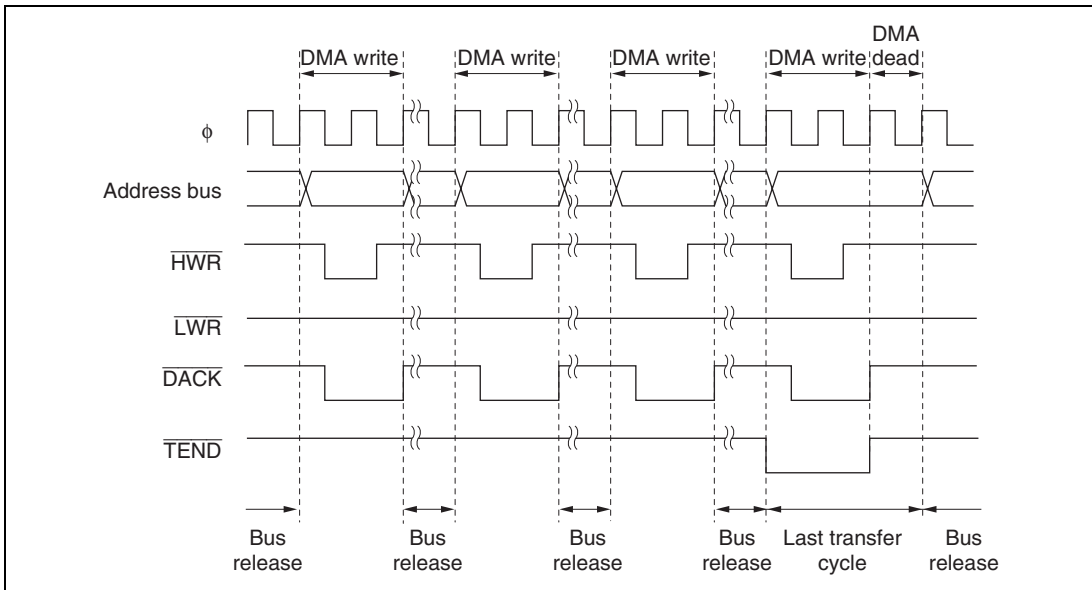 DMA
DMA write DMA write DMA write DMA write dead
φ
Address bus
HWR
LWR
DACK
TEND
Bus release Bus release Bus release Bus release Last transfer cycle Bus release